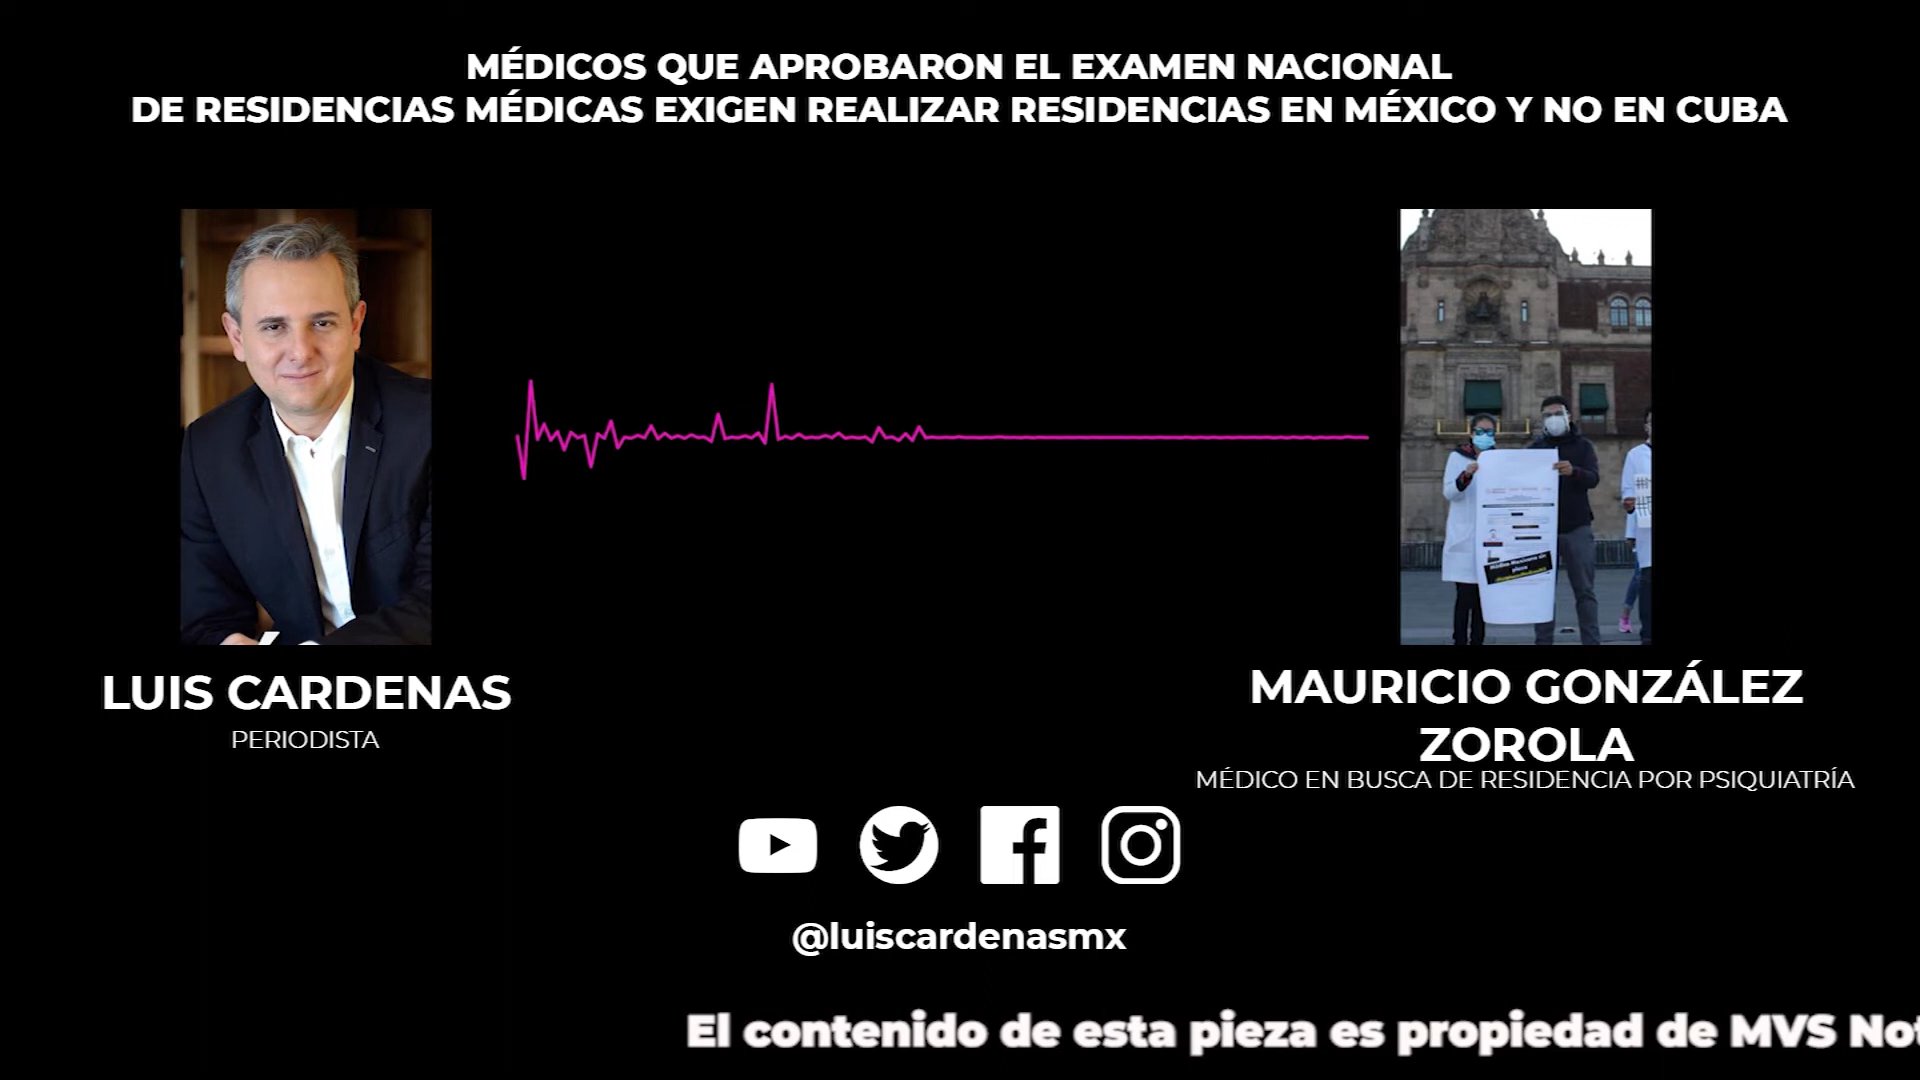 MÉDICOS QUE APROBARON EL EXAMEN NACIONAL
DE RESIDENCIAS MÉDICAS EXIGEN REALIZAR RESIDENCIAS EN MÉXICO Y NO EN CUBA
LUIS CARDENAS
PERIODISTA
MAURICIO GONZÁLEZ
ZOROLA
MÉDICO EN BUSCA DE RESIDENCIA POR PSIQUIATRÍA
@luiscardenasmx
El contenido de esta pieza es propiedad de MVS Not